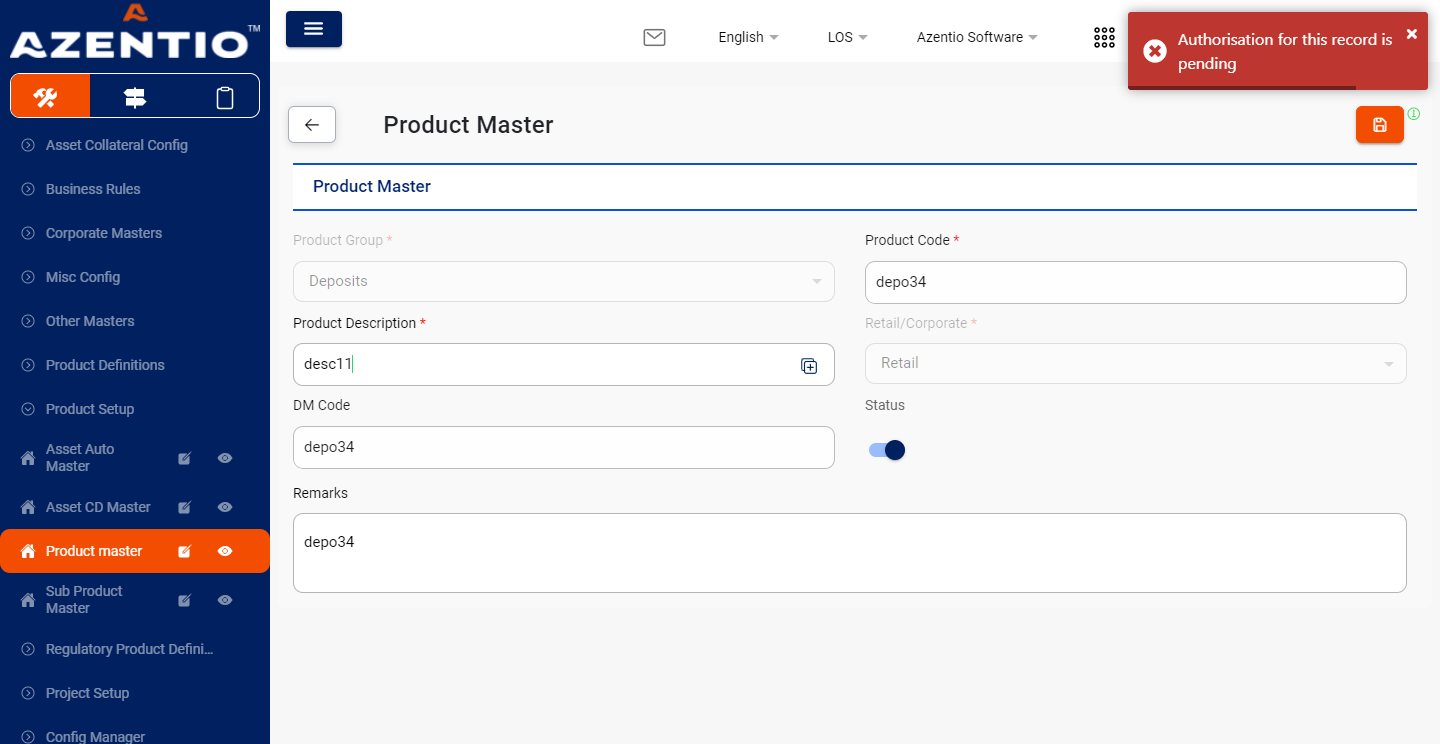 AZENTIO™
English
LOS
Azentio Software
Authorisation for this record is
pending
Asset Collateral Config
Business Rules
Corporate Masters
Misc Config
Other Masters
Product Definitions
Product Setup
Asset Auto
Master
Asset CD Master
Product master
Sub Product
Master
Regulatory Product Defini...
Project Setup
Config Manager
Product Master
Product Master
Product Group *
Deposits
Product Code *
depo34
Product Description *
desc11
Retail/Corporate *
Retail
DM Code
depo34
Status
Remarks
depo34